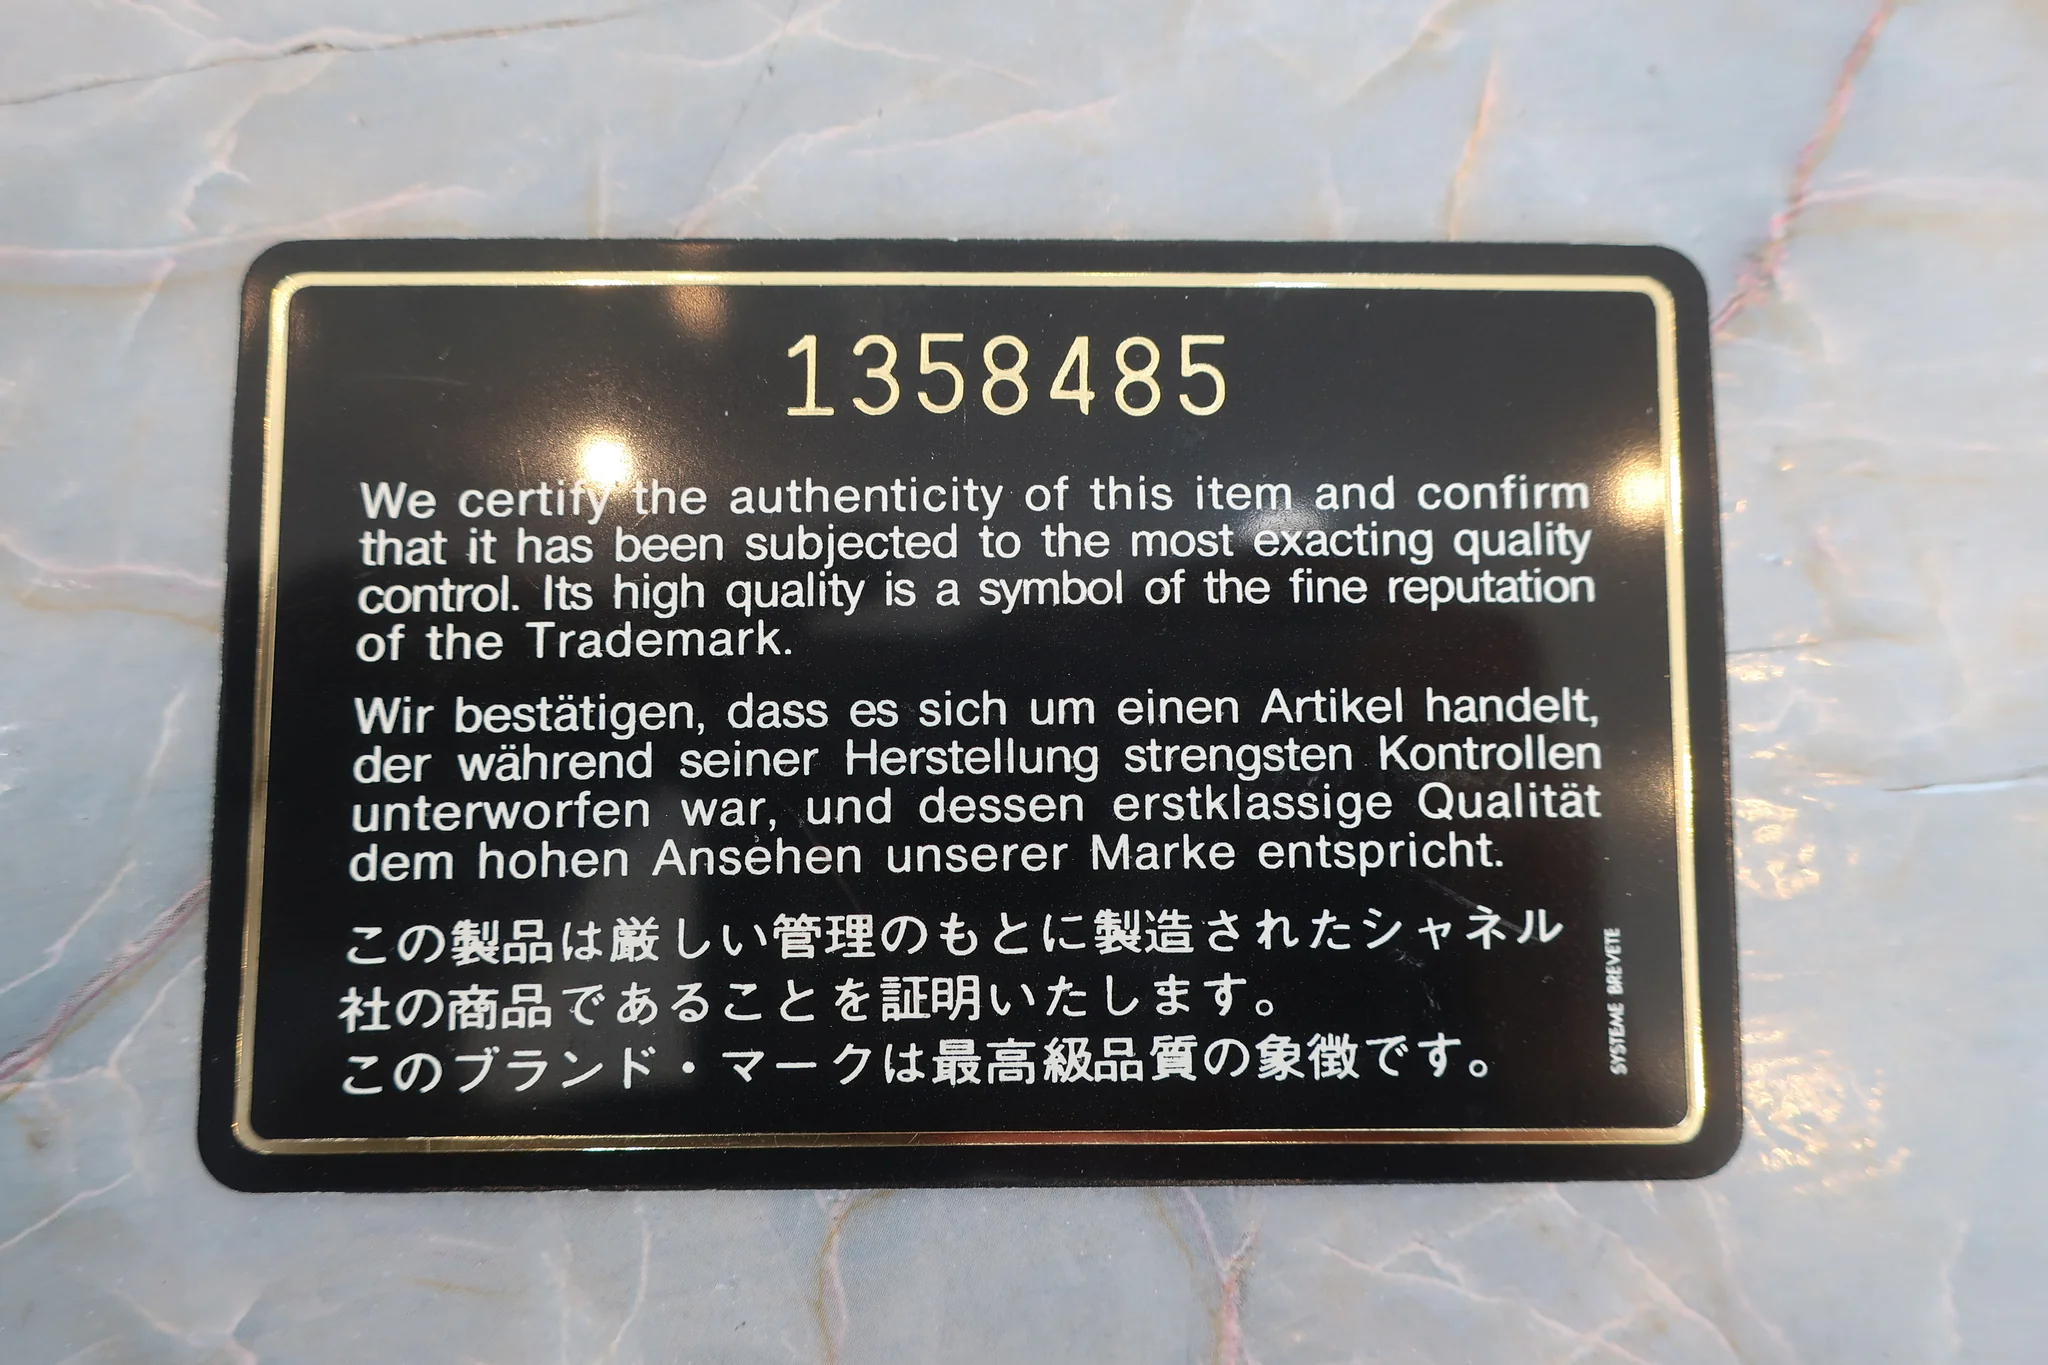 1358485
We certify the authenticity of this item and confirm
that it has been subjected to the most exacting quality
control. Its high quality is a symbol of the fine reputation
of the Trademark.
Wir bestätigen, dass es sich um einen Artikel handelt,
der während seiner Herstellung strengsten Kontrollen
unterworfen war, und dessen erstklassige Qualität
dem hohen Ansehen unserer Marke entspricht.
この製品は厳しい管理のもとに製造されたシャネル
社の商品であることを証明いたします。
このブランド・マークは最高級品質の象徴です。
SYSTEME BREVETE